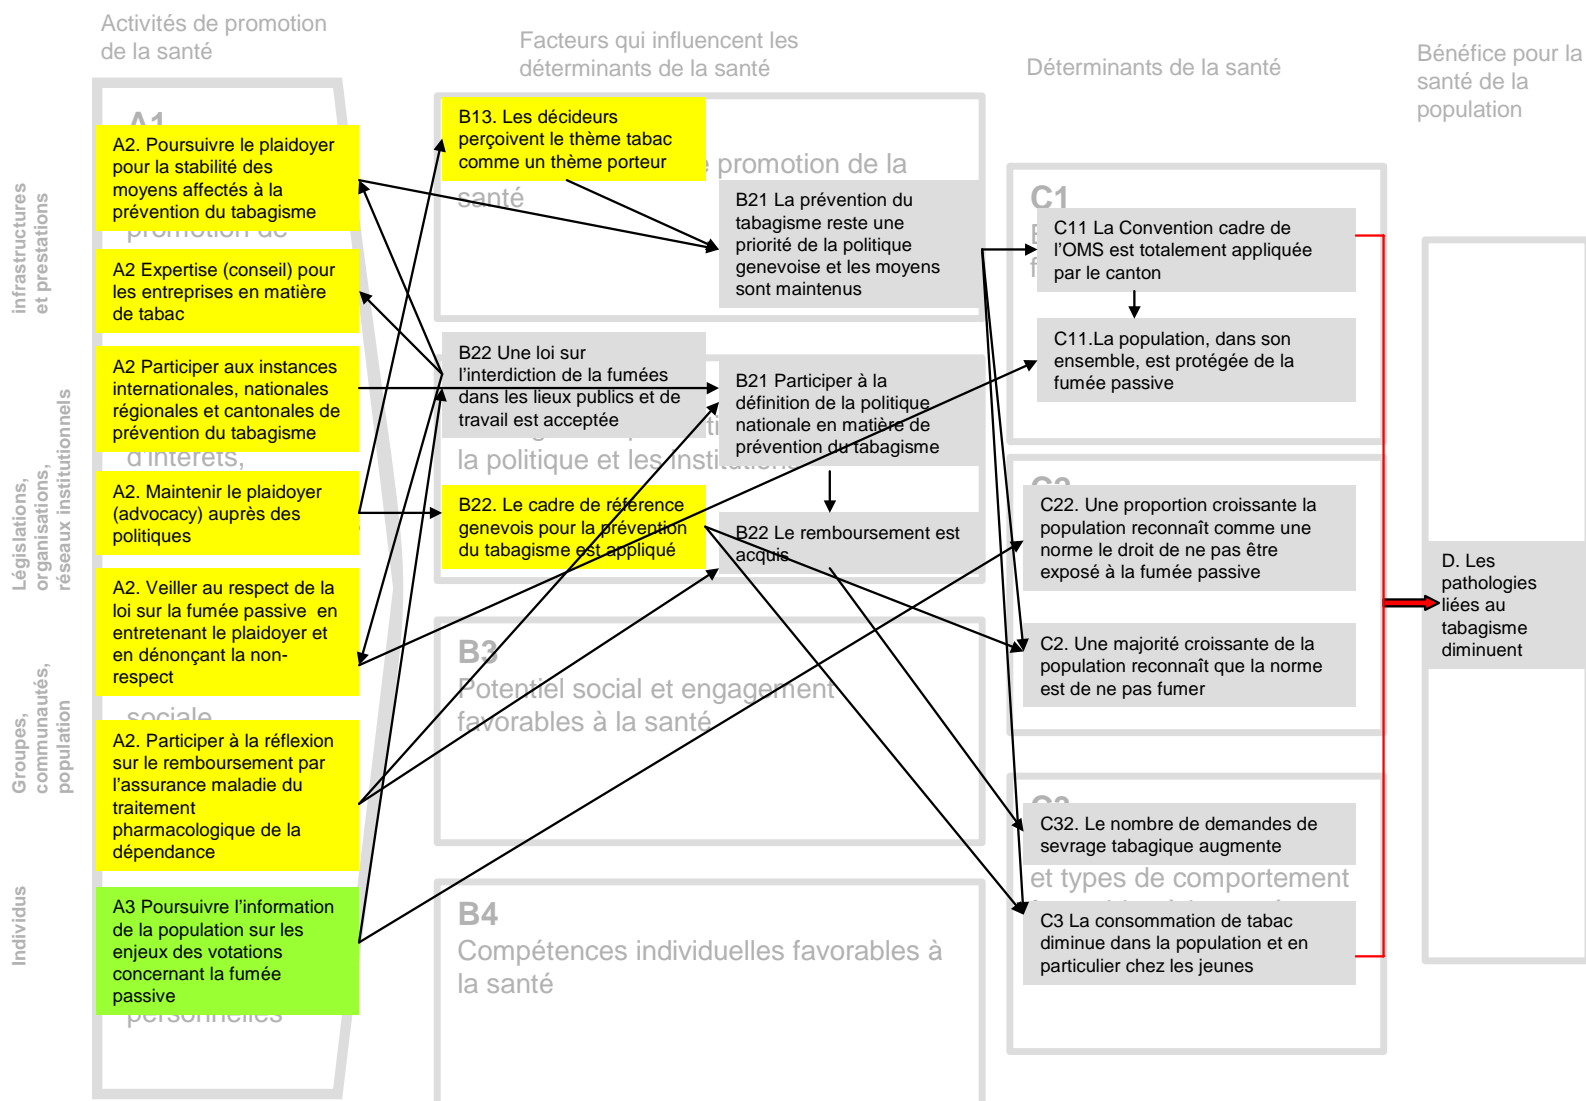 Activités de promotion
de la santé
Facteurs qui influencent les
déterminants de la santé
Déterminants de la santé
Bénéfice pour la
santé de la
population
infrastructures
et prestations
Législations,
organisations,
réseaux institutionnels
Groupes,
communautés,
population
Individus
A1
A2. Poursuivre le plaidoyer
pour la stabilité des
moyens affectés à la
prévention du tabagisme
promotion de
A2 Expertise (conseil) pour
les entreprises en matière
de tabac
A2 Participer aux instances
internationales, nationales
régionales et cantonales de
prévention du tabagisme
d'intérêts,
A2. Maintenir le plaidoyer
(advocacy) auprès des
politiques
A2. Veiller au respect de la
loi sur la fumée passive en
entretenant le plaidoyer et
en dénonçant la non-
respect
sociale
A2. Participer à la réflexion
sur le remboursement par
l'assurance maladie du
traitement
pharmacologique de la
dépendance
A3 Poursuivre l'information
de la population sur les
enjeux des votations
concernant la fumée
passive
personnelles
B13. Les décideurs
perçoivent le thème tabac
comme un thème porteur
promotion de la
santé
B21 La prévention du
tabagisme reste une
priorité de la politique
genevoise et les moyens
sont maintenus
B22 Une loi sur
l'interdiction de la fumées
dans les lieux publics et de
travail est acceptée
B21 Participer à la
définition de la politique
nationale en matière de
prévention du tabagisme
la politique et les institutions
B22. Le cadre de référence
genevois pour la prévention
du tabagisme est appliqué
B22 Le remboursement est
acquis
B3
Potentiel social et engagement
favorables à la santé
B4
Compétences individuelles favorables à
la santé
C1
C11 La Convention cadre de
l'OMS est totalement appliquée
par le canton
C11.La population, dans son
ensemble, est protégée de la
fumée passive
C2
C22. Une proportion croissante la
population reconnaît comme une
norme le droit de ne pas être
exposé à la fumée passive
C2. Une majorité croissante de la
population reconnaît que la norme
est de ne pas fumer
C3
C32. Le nombre de demandes de
sevrage tabagique augmente
et types de comportement
C3 La consommation de tabac
diminue dans la population et en
particulier chez les jeunes
D. Les
pathologies
liées au
tabagisme
diminuent